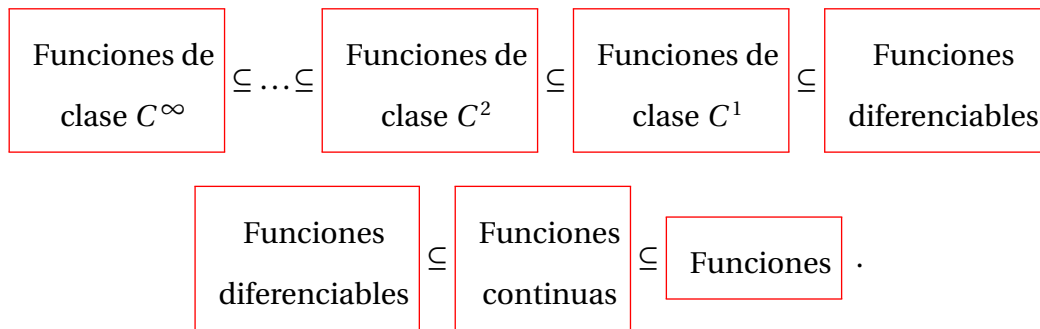 Funciones de Funciones de Funciones de Funciones
clase C^∞ ⊆ ... ⊆ clase C^2 ⊆ clase C^1 ⊆ diferenciables
Funciones Funciones
diferenciables ⊆ continuas ⊆ Funciones .